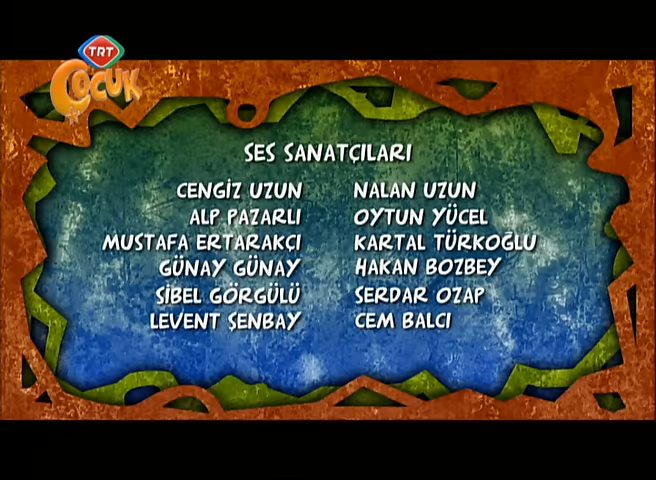 TRT
ÇOCUK
SES SANATÇILARI
CENGİZ UZUN NALAN UZUN
ALP PAZARLI OYTUN YÜCEL
MUSTAFA ERTARAKÇI KARTAL TÜRKOĞLU
GÜNAY GÜNAY HAKAN BOZBEY
SİBEL GÖRGÜLÜ SERDAR OZAP
LEVENT ŞENBAY CEM BALCI